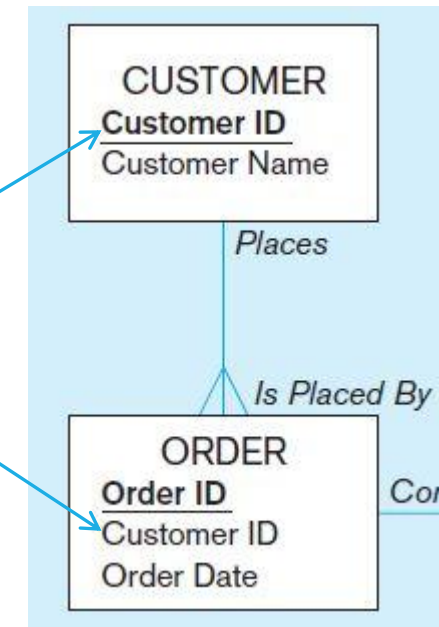 CUSTOMER
Customer ID
Customer Name
Places
Is Placed By
ORDER
Order ID
Customer ID
Order Date